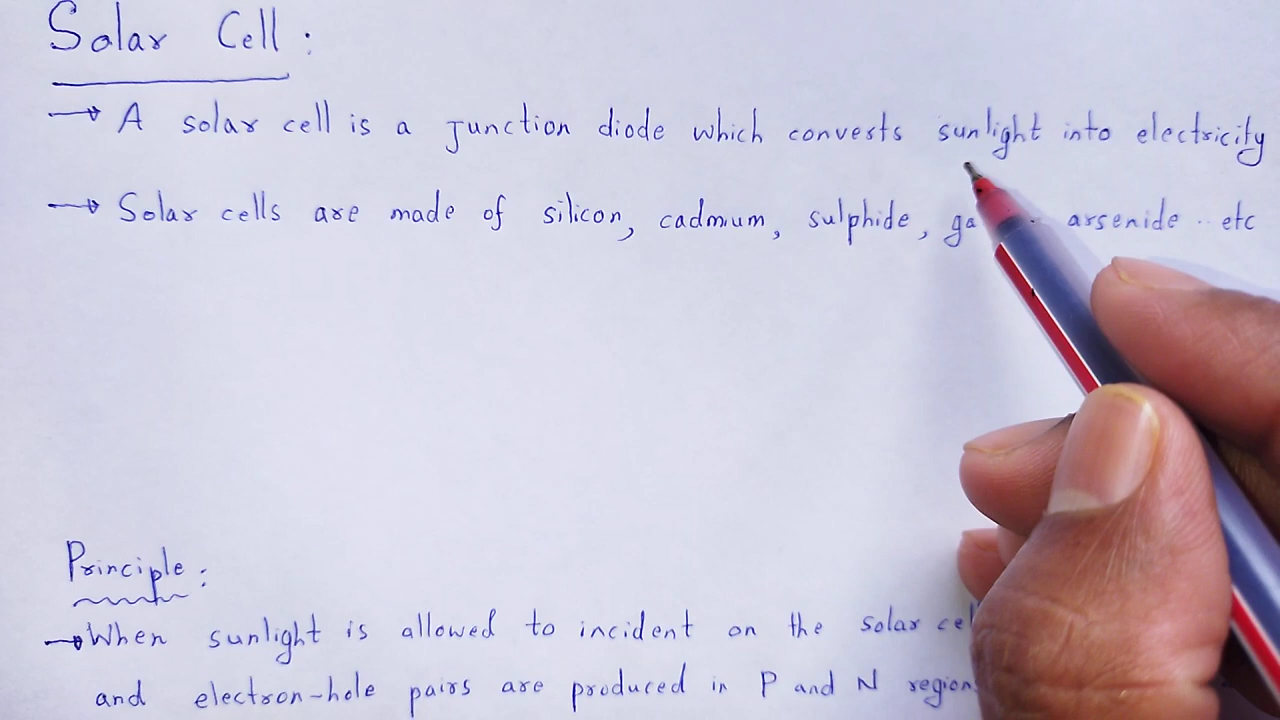 Solar Cell :
→ A solar cell is a junction diode which converts sunlight into electricity
→ Solar cells are made of silicon, cadmium, sulphide, arsenide .. etc
Principle :
→ When sunlight is allowed to incident on the solar
and electron-hole pairs are produced in P and N